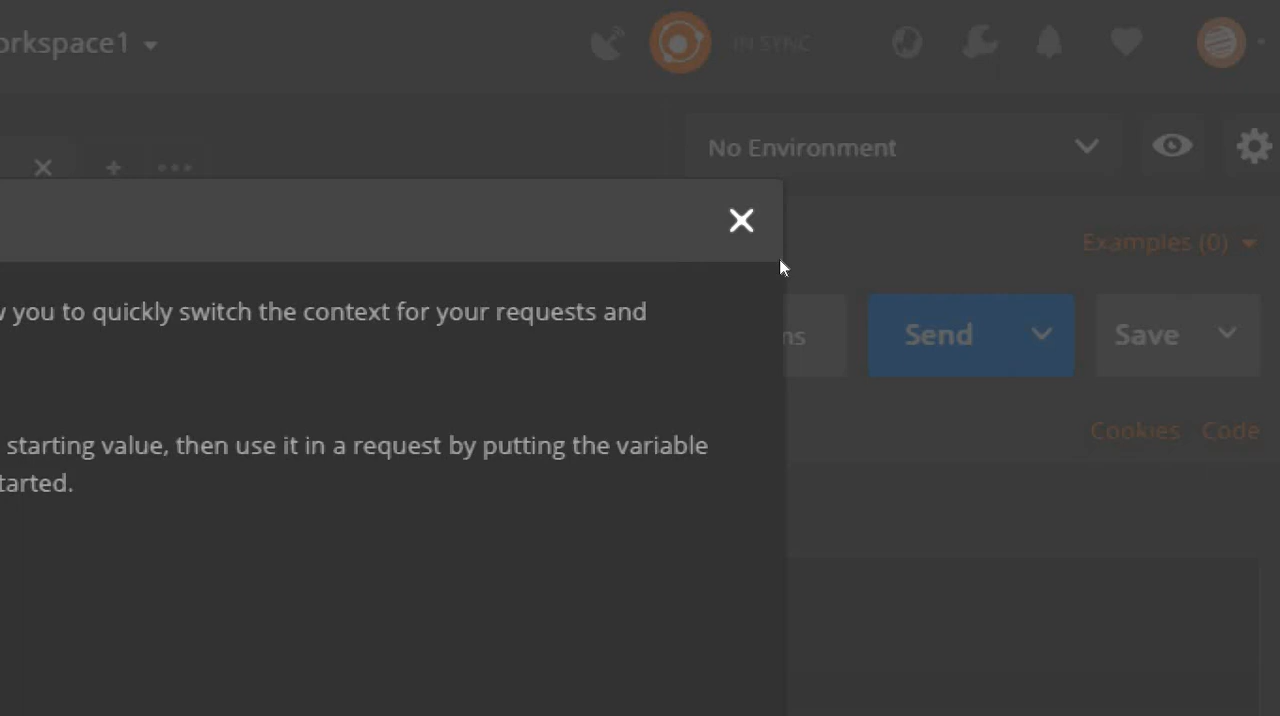 orkspace1
IN SYNC
No Environment
Examples (0)
you to quickly switch the context for your requests and
Send
Save
starting value, then use it in a request by putting the variable
Cookies Code
tarted.